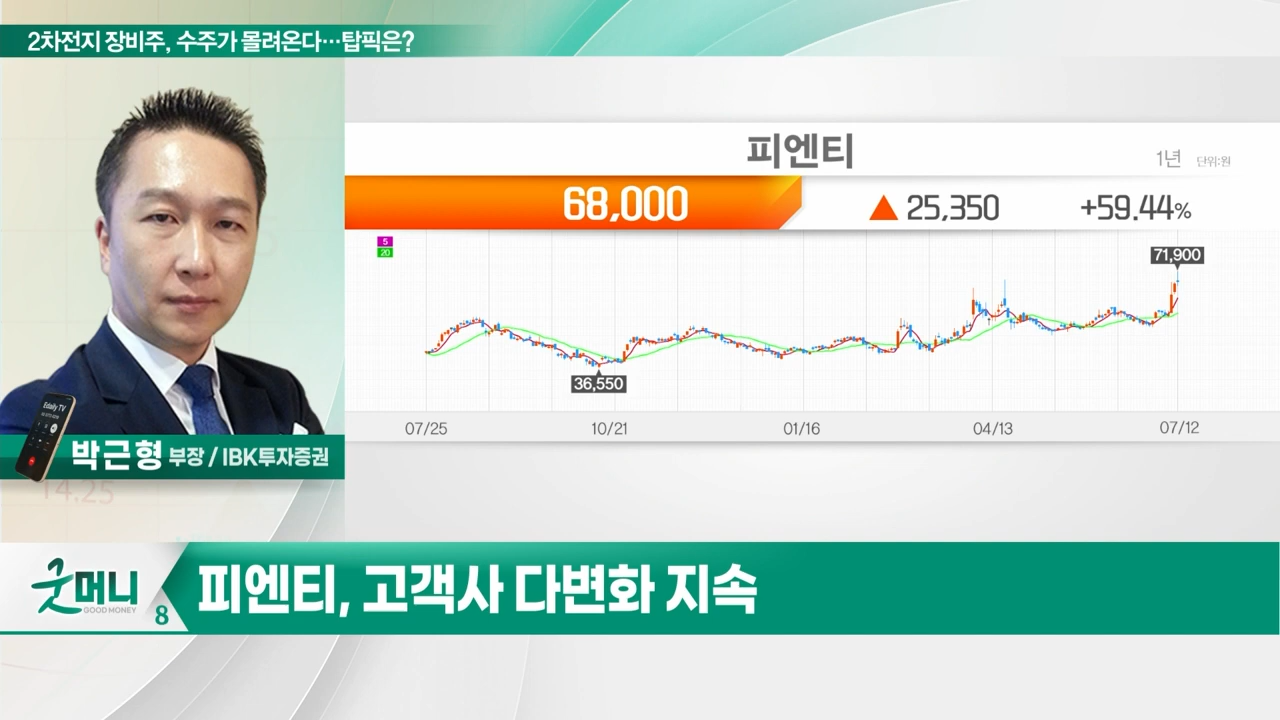 2차전지 장비주, 수주가 몰려온다…탑픽은?
피엔티
1년 단위:원
68,000 ▲ 25,350 +59.44%
5
20
71,900
36,550
07/25 10/21 01/16 04/13 07/12
Edaily TV
박근형 부장 / IBK투자증권
14.25
굿머니
GOOD MONEY
8
피엔티, 고객사 다변화 지속